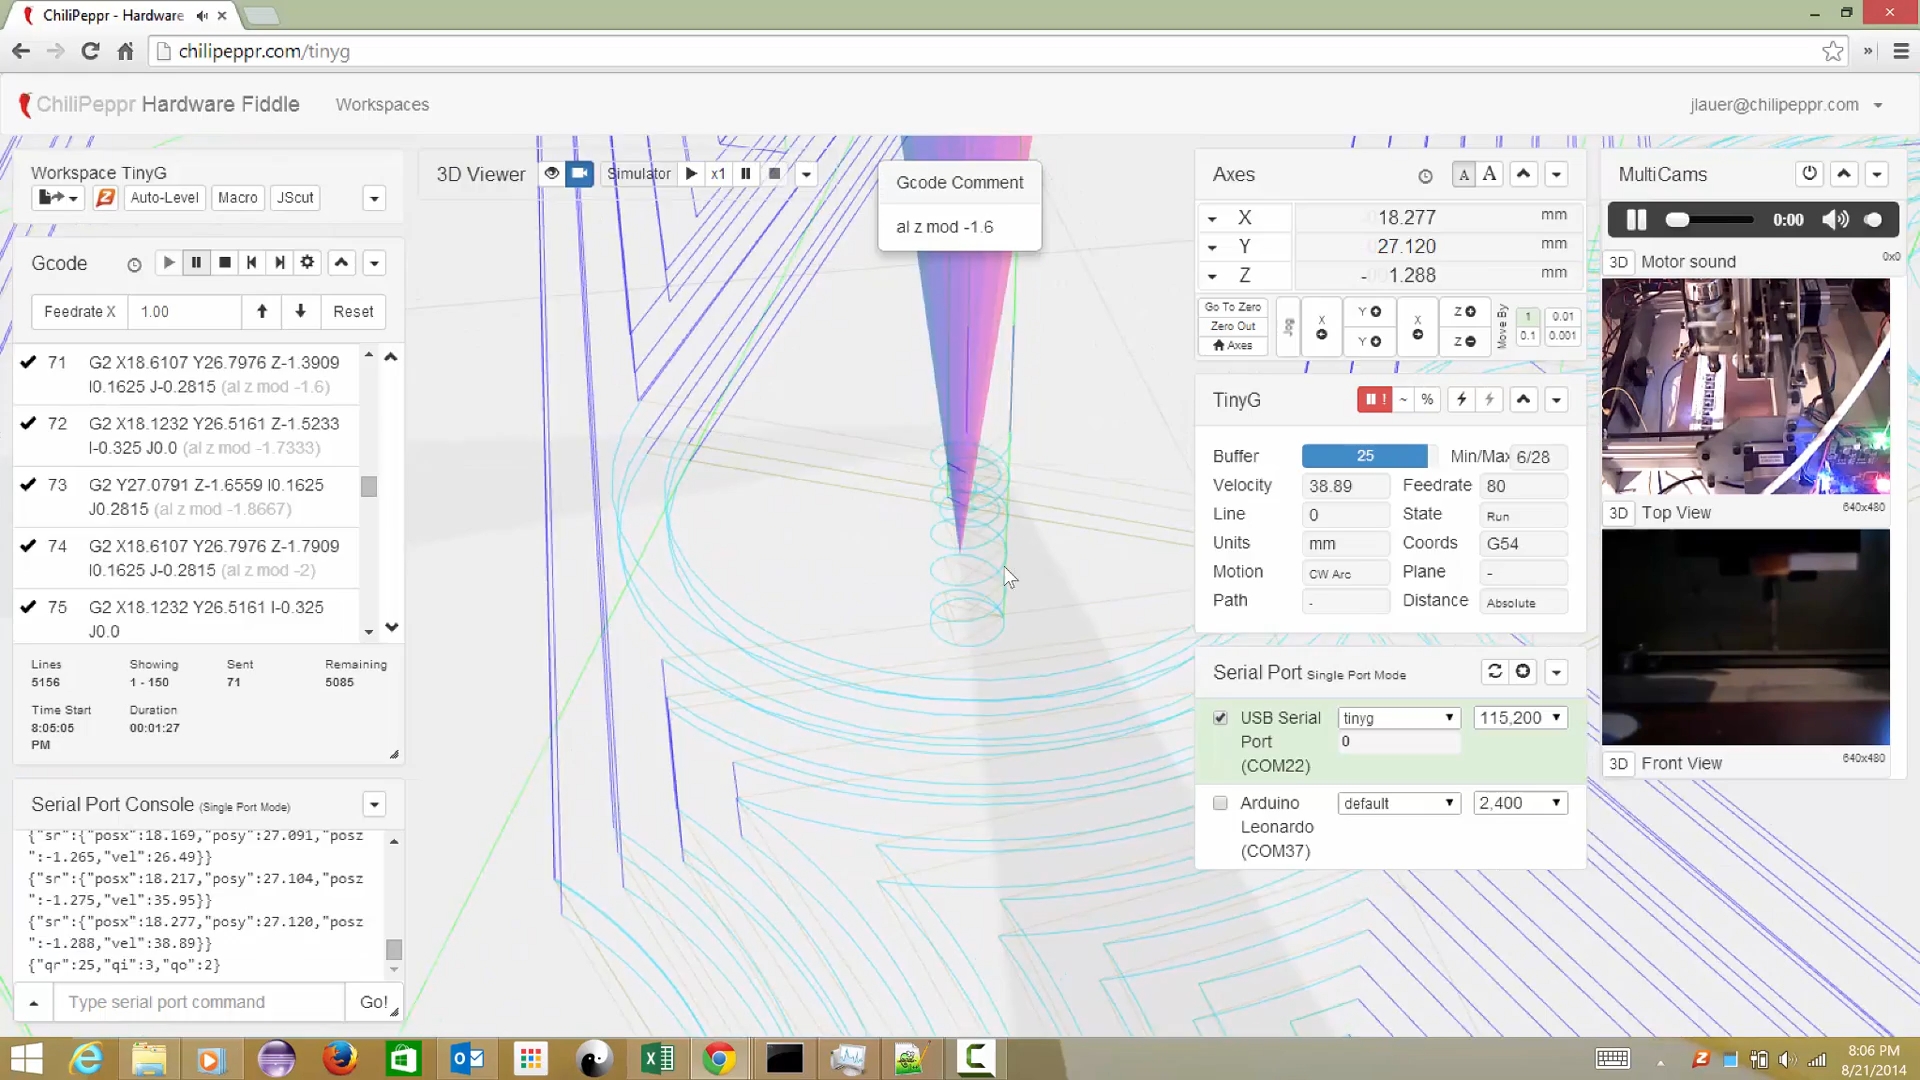 ChiliPeppr - Hardware
chilipeppr.com/tinyg
ChiliPeppr Hardware Fiddle
Workspaces
jlauer@chilipeppr.com
Workspace TinyG
Auto-Level
Macro
JScut
Gcode
Feedrate X
1.00
Reset
71 G2 X18.6107 Y26.7976 Z-1.3909
I0.1625 J-0.2815 (al z mod -1.6)
72 G2 X18.1232 Y26.5161 Z-1.5233
I-0.325 J0.0 (al z mod -1.7333)
73 G2 Y27.0791 Z-1.6559 I0.1625
J0.2815 (al z mod -1.8667)
74 G2 X18.6107 Y26.7976 Z-1.7909
I0.1625 J-0.2815 (al z mod -2)
75 G2 X18.1232 Y26.5161 I-0.325
J0.0
Lines Showing Sent Remaining
5156 1 - 150 71 5085
Time Start Duration
8:05:05 00:01:27
PM
Serial Port Console (Single Port Mode)
{"sr":{"posx":18.169,"posy":27.091,"posz
":-1.265,"vel":26.49}}
{"sr":{"posx":18.217,"posy":27.104,"posz
":-1.275,"vel":35.95}}
{"sr":{"posx":18.277,"posy":27.120,"posz
":-1.288,"vel":38.89}}
{"qr":25,"qi":3,"qo":2}
Type serial port command
Go!
3D Viewer
Simulator
x1
Gcode Comment
al z mod -1.6
Axes
A A
X 18.277 mm
Y 27.120 mm
Z -1.288 mm
Go To Zero
Zero Out
Axes
Jog
X
Y
Y
X
Z
Z
Move By
1 0.01
0.1 0.001
TinyG
! ~ %
Buffer 25 Min/Max 6/28
Velocity 38.89 Feedrate 80
Line 0 State Run
Units mm Coords G54
Motion CW Arc Plane -
Path - Distance Absolute
Serial Port Single Port Mode
USB Serial tinyg 115,200
Port 0
(COM22)
Arduino default 2,400
Leonardo
(COM37)
MultiCams
0:00
3D Motor sound 0x0
3D Top View 640x480
3D Front View 640x480
8:06 PM
8/21/2014